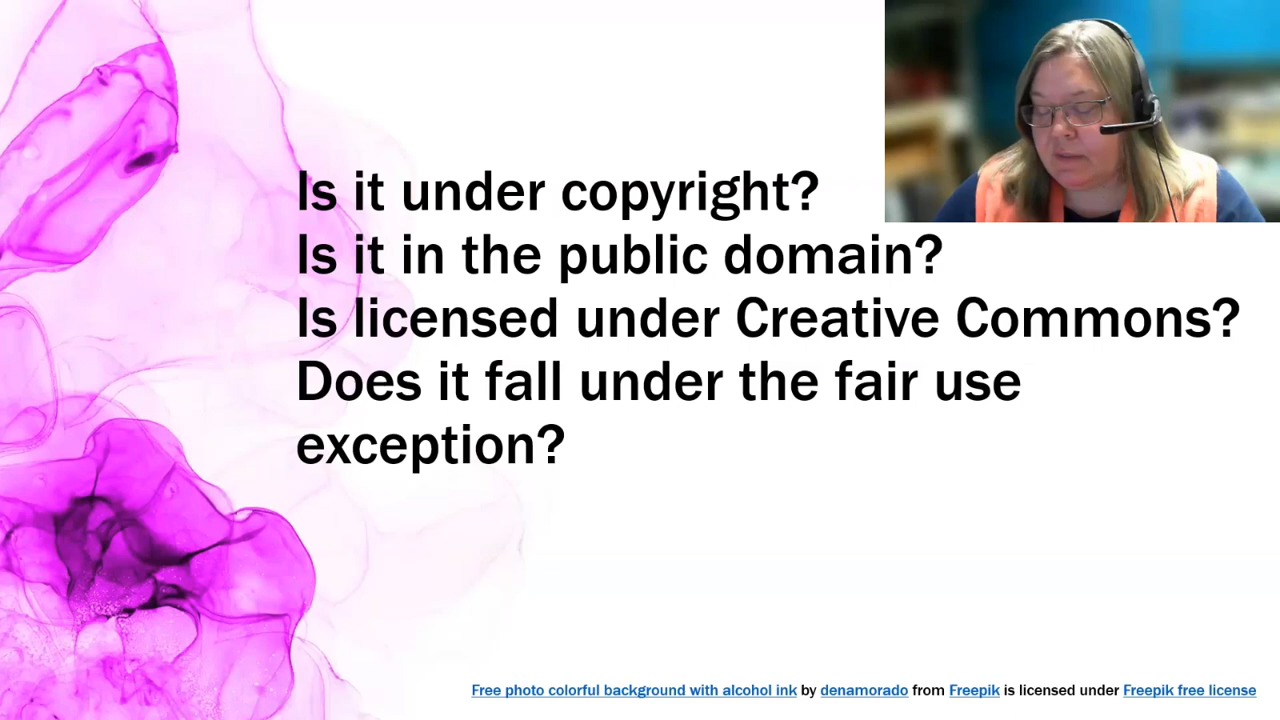 Is it under copyright?
Is it in the public domain?
Is licensed under Creative Commons?
Does it fall under the fair use
exception?
Free photo colorful background with alcohol ink by denamorado from Freepik is licensed under Freepik free license